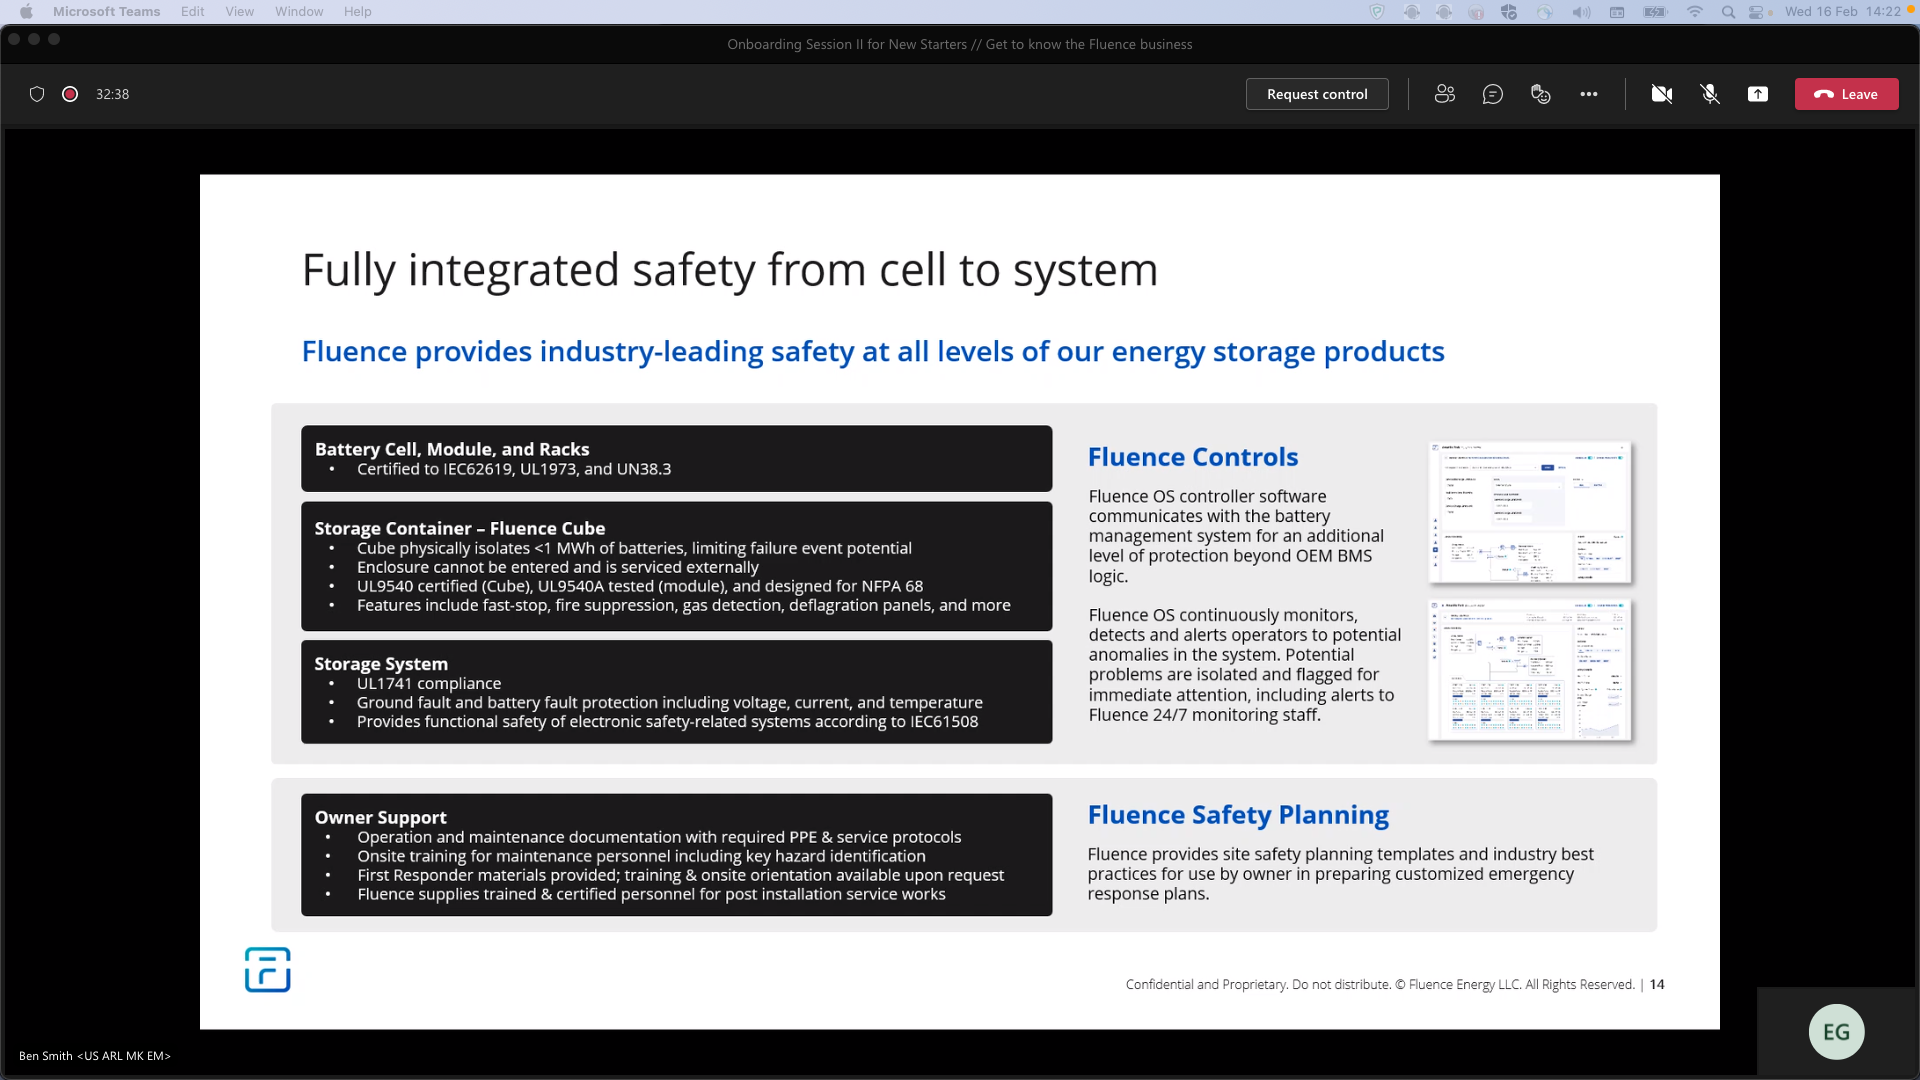 Microsoft Teams Edit View Window Help Wed 16 Feb 14:22
Onboarding Session II for New Starters // Get to know the Fluence business
32:38 Request control Leave
Fully integrated safety from cell to system
Fluence provides industry-leading safety at all levels of our energy storage products
Battery Cell, Module, and Racks
• Certified to IEC62619, UL1973, and UN38.3
Storage Container – Fluence Cube
• Cube physically isolates <1 MWh of batteries, limiting failure event potential
• Enclosure cannot be entered and is serviced externally
• UL9540 certified (Cube), UL9540A tested (module), and designed for NFPA 68
• Features include fast-stop, fire suppression, gas detection, deflagration panels, and more
Storage System
• UL1741 compliance
• Ground fault and battery fault protection including voltage, current, and temperature
• Provides functional safety of electronic safety-related systems according to IEC61508
Fluence Controls
Fluence OS controller software
communicates with the battery
management system for an additional
level of protection beyond OEM BMS
logic.
Fluence OS continuously monitors,
detects and alerts operators to potential
anomalies in the system. Potential
problems are isolated and flagged for
immediate attention, including alerts to
Fluence 24/7 monitoring staff.
Owner Support
• Operation and maintenance documentation with required PPE & service protocols
• Onsite training for maintenance personnel including key hazard identification
• First Responder materials provided; training & onsite orientation available upon request
• Fluence supplies trained & certified personnel for post installation service works
Fluence Safety Planning
Fluence provides site safety planning templates and industry best
practices for use by owner in preparing customized emergency
response plans.
Confidential and Proprietary. Do not distribute. © Fluence Energy LLC. All Rights Reserved. | 14
EG
Ben Smith <US ARL MK EM>